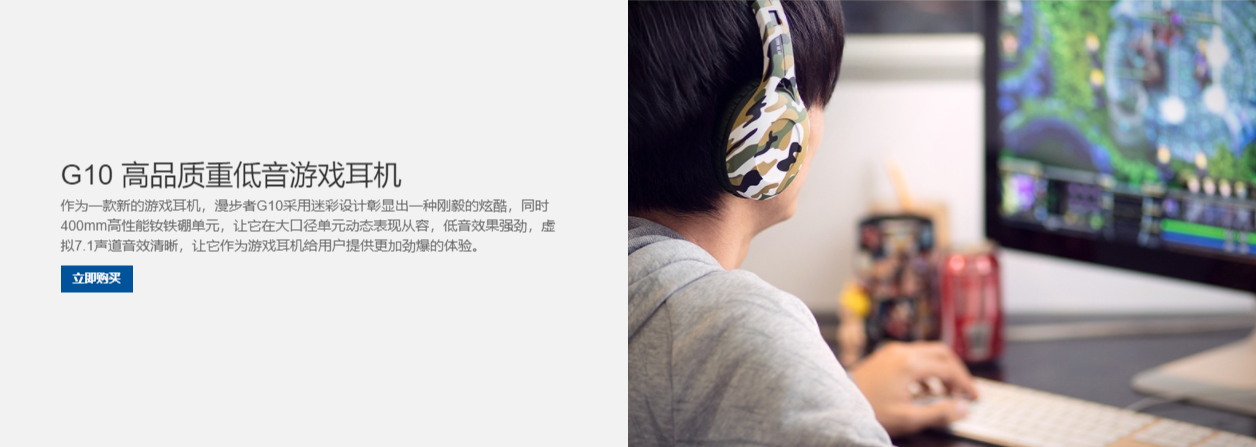 G10 高品质重低音游戏耳机
作为一款新的游戏耳机，漫步者G10采用迷彩设计彰显出一种刚毅的炫酷，同时
400mm高性能钕铁硼单元，让它在大口径单元动态表现从容，低音效果强劲，虚
拟7.1声道音效清晰，让它作为游戏耳机给用户提供更加劲爆的体验。
立即购买